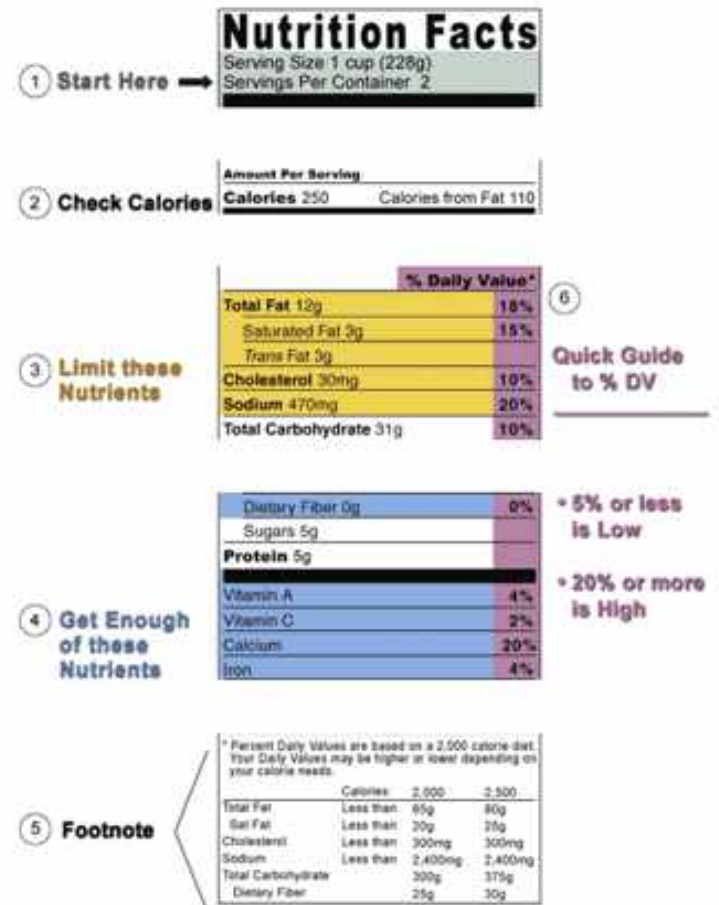 Nutrition Facts
Serving Size 1 cup (228g)
Servings Per Container 2
1 Start Here
Amount Per Serving
Calories 250 Calories from Fat 110
2 Check Calories
% Daily Value*
Total Fat 12g 18%
Saturated Fat 3g 15%
Trans Fat 3g
Cholesterol 30mg 10%
Sodium 470mg 20%
Total Carbohydrate 31g 10%
3 Limit these
Nutrients
6
Quick Guide
to % DV
Dietary Fiber 0g 0%
Sugars 5g
Protein 5g
Vitamin A 4%
Vitamin C 2%
Calcium 20%
Iron 4%
4 Get Enough
of these
Nutrients
• 5% or less
is Low
• 20% or more
is High
5 Footnote
* Percent Daily Values are based on a 2,000 calorie diet.
Your Daily Values may be higher or lower depending on
your calorie needs.
Calories 2,000 2,500
Total Fat Less than 65g 80g
Sat Fat Less than 20g 25g
Cholesterol Less than 300mg 300mg
Sodium Less than 2,400mg 2,400mg
Total Carbohydrate 300g 375g
Dietary Fiber 25g 30g